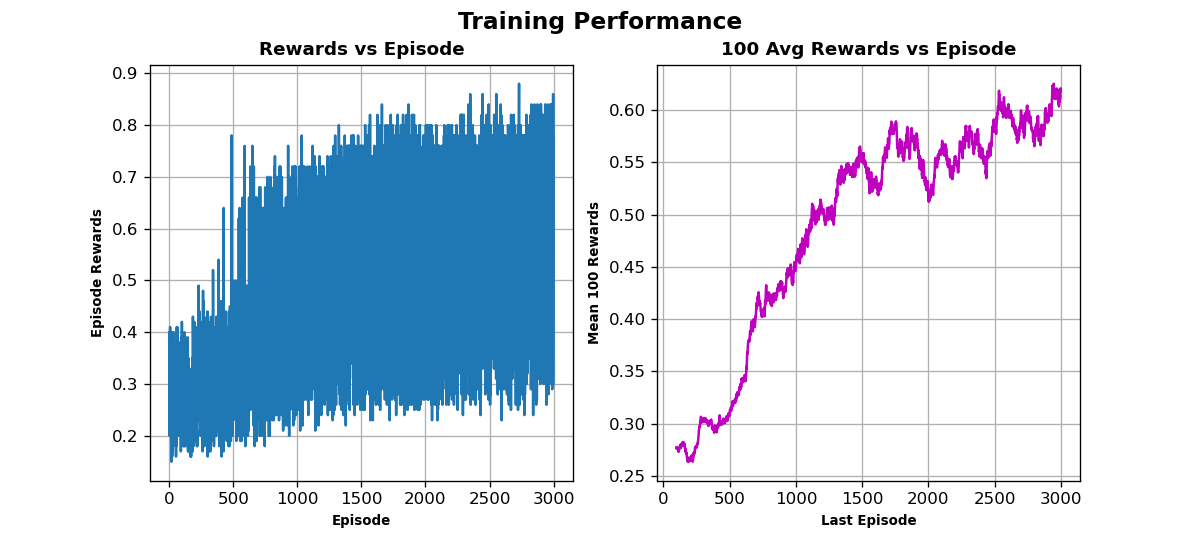 Training Performance
Rewards vs Episode
0.9
0.8
0.7
0.6
0.5
0.4
0.3
0.2
Episode Rewards
0 500 1000 1500 2000 2500 3000
Episode
100 Avg Rewards vs Episode
0.60
0.55
0.50
0.45
0.40
0.35
0.30
0.25
Mean 100 Rewards
0 500 1000 1500 2000 2500 3000
Last Episode